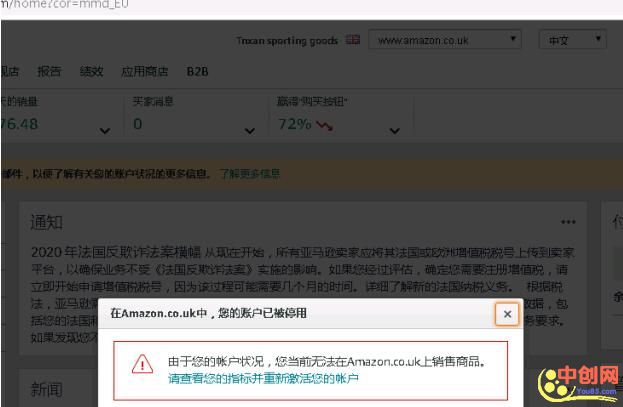 m/home?cor=mmd_EU
Tnxan sporting goods www.amazon.co.uk 中文
舰店 报告 绩效 应用商店 B2B
天的销量 买家消息 赢得"购买按钮"
76.48 0 72%
邮件，以便了解有关您的账户状况的更多信息。 了解更多信息
通知
2020 年法国反欺诈法案横幅 从现在开始，所有亚马逊卖家应将其法国或欧洲增值税税号上传到卖家
平台，以确保业务不受《法国反欺诈法案》实施的影响。如果您经过评估，确定您需要注册增值税，请
立即开始申请增值税税号，因为该过程可能需要几个月的时间。详细了解新的法国纳税义务。 根据税
法，亚马逊 数据，包
括您的法国和 务要求。
如果发现您不
在Amazon.co.uk中，您的账户已被停用
由于您的帐户状况，您当前无法在Amazon.co.uk上销售商品。
请查看您的指标并重新激活您的帐户
新闻
中创网
You85.com